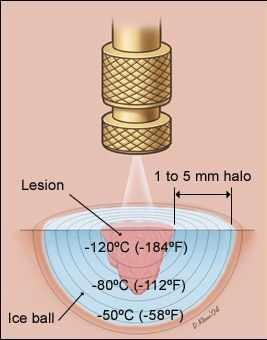 Lesion
1 to 5 mm halo
-120ºC (-184ºF)
-80ºC (-112ºF)
-50ºC (-58ºF)
Ice ball